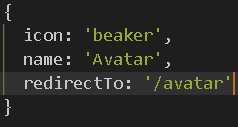 {
  icon: 'beaker',
  name: 'Avatar',
  redirectTo: '/avatar'
}